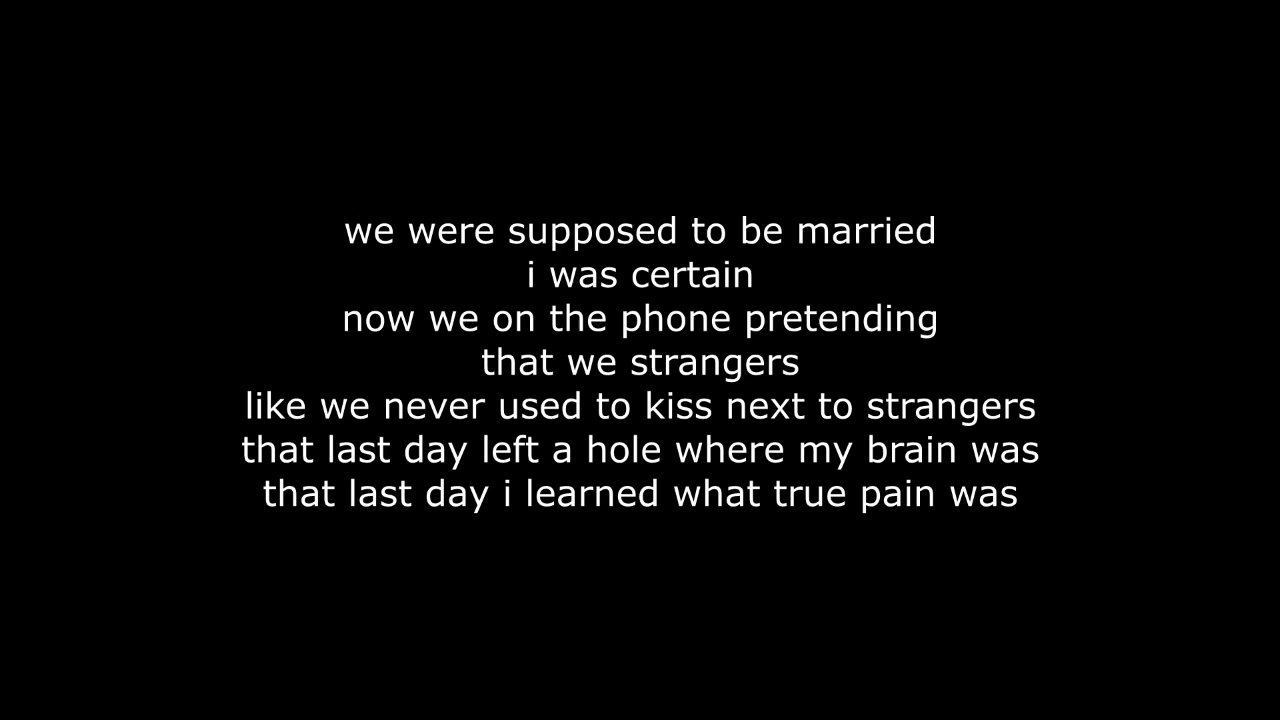 we were supposed to be married
i was certain
now we on the phone pretending
that we strangers
like we never used to kiss next to strangers
that last day left a hole where my brain was
that last day i learned what true pain was